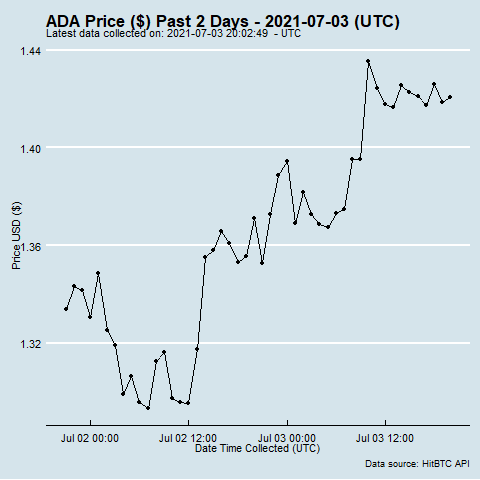 ADA Price ($) Past 2 Days - 2021-07-03 (UTC)
Latest data collected on: 2021-07-03 20:02:49 - UTC
1.44
1.40
1.36
1.32
Price USD ($)
Jul 02 00:00 Jul 02 12:00 Jul 03 00:00 Jul 03 12:00
Date Time Collected (UTC)
Data source: HitBTC API